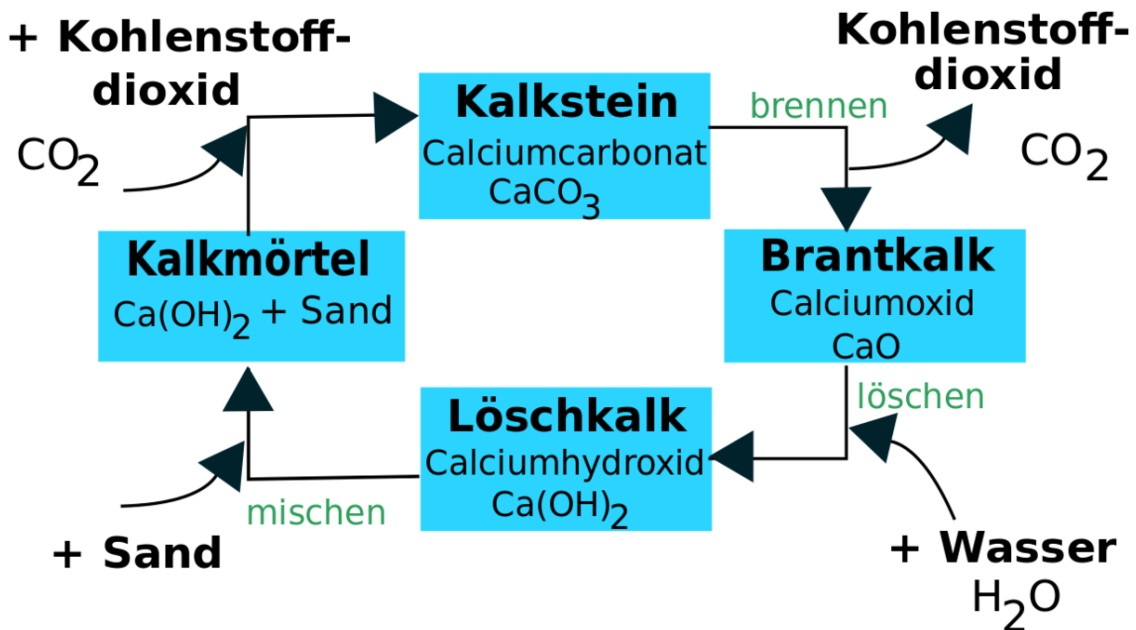 + Kohlenstoff-
dioxid
CO₂
Kalkstein
Calciumcarbonat
CaCO₃
brennen
Kohlenstoff-
dioxid
CO₂
Brantkalk
Calciumoxid
CaO
löschen
+ Wasser
H₂O
Löschkalk
Calciumhydroxid
Ca(OH)₂
mischen
+ Sand
Kalkmörtel
Ca(OH)₂ + Sand